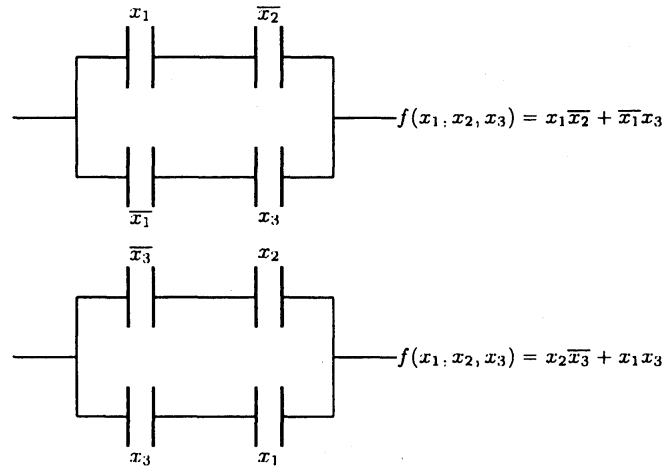 x₁ x̅₂
f(x₁, x₂, x₃) = x₁x̅₂ + x̅₁x₃
x̅₁ x₃
x̅₃ x₂
f(x₁, x₂, x₃) = x₂x̅₃ + x₁x₃
x₃ x₁